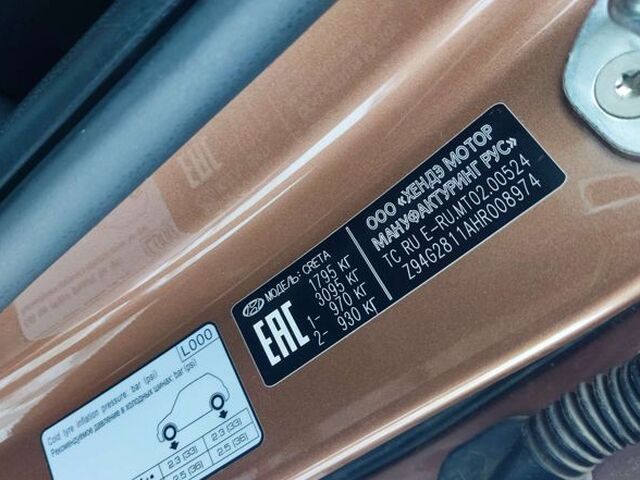 ООО «ХЕНДЭ МОТОР
МАНУФАКТУРИНГ РУС»
TC RU E-RU.MT02.00524
Z94G2811AHR008974
МОДЕЛЬ: CRETA
1795 КГ
3095 КГ
1- 970 КГ
2- 930 КГ
EAC
L000
Cold tyre inflation pressure: bar (psi)
Рекомендуемое давление в холодных шинах: bar (psi)
2.3 (33) 2.3 (33)
2.5 (36) 2.5 (36)